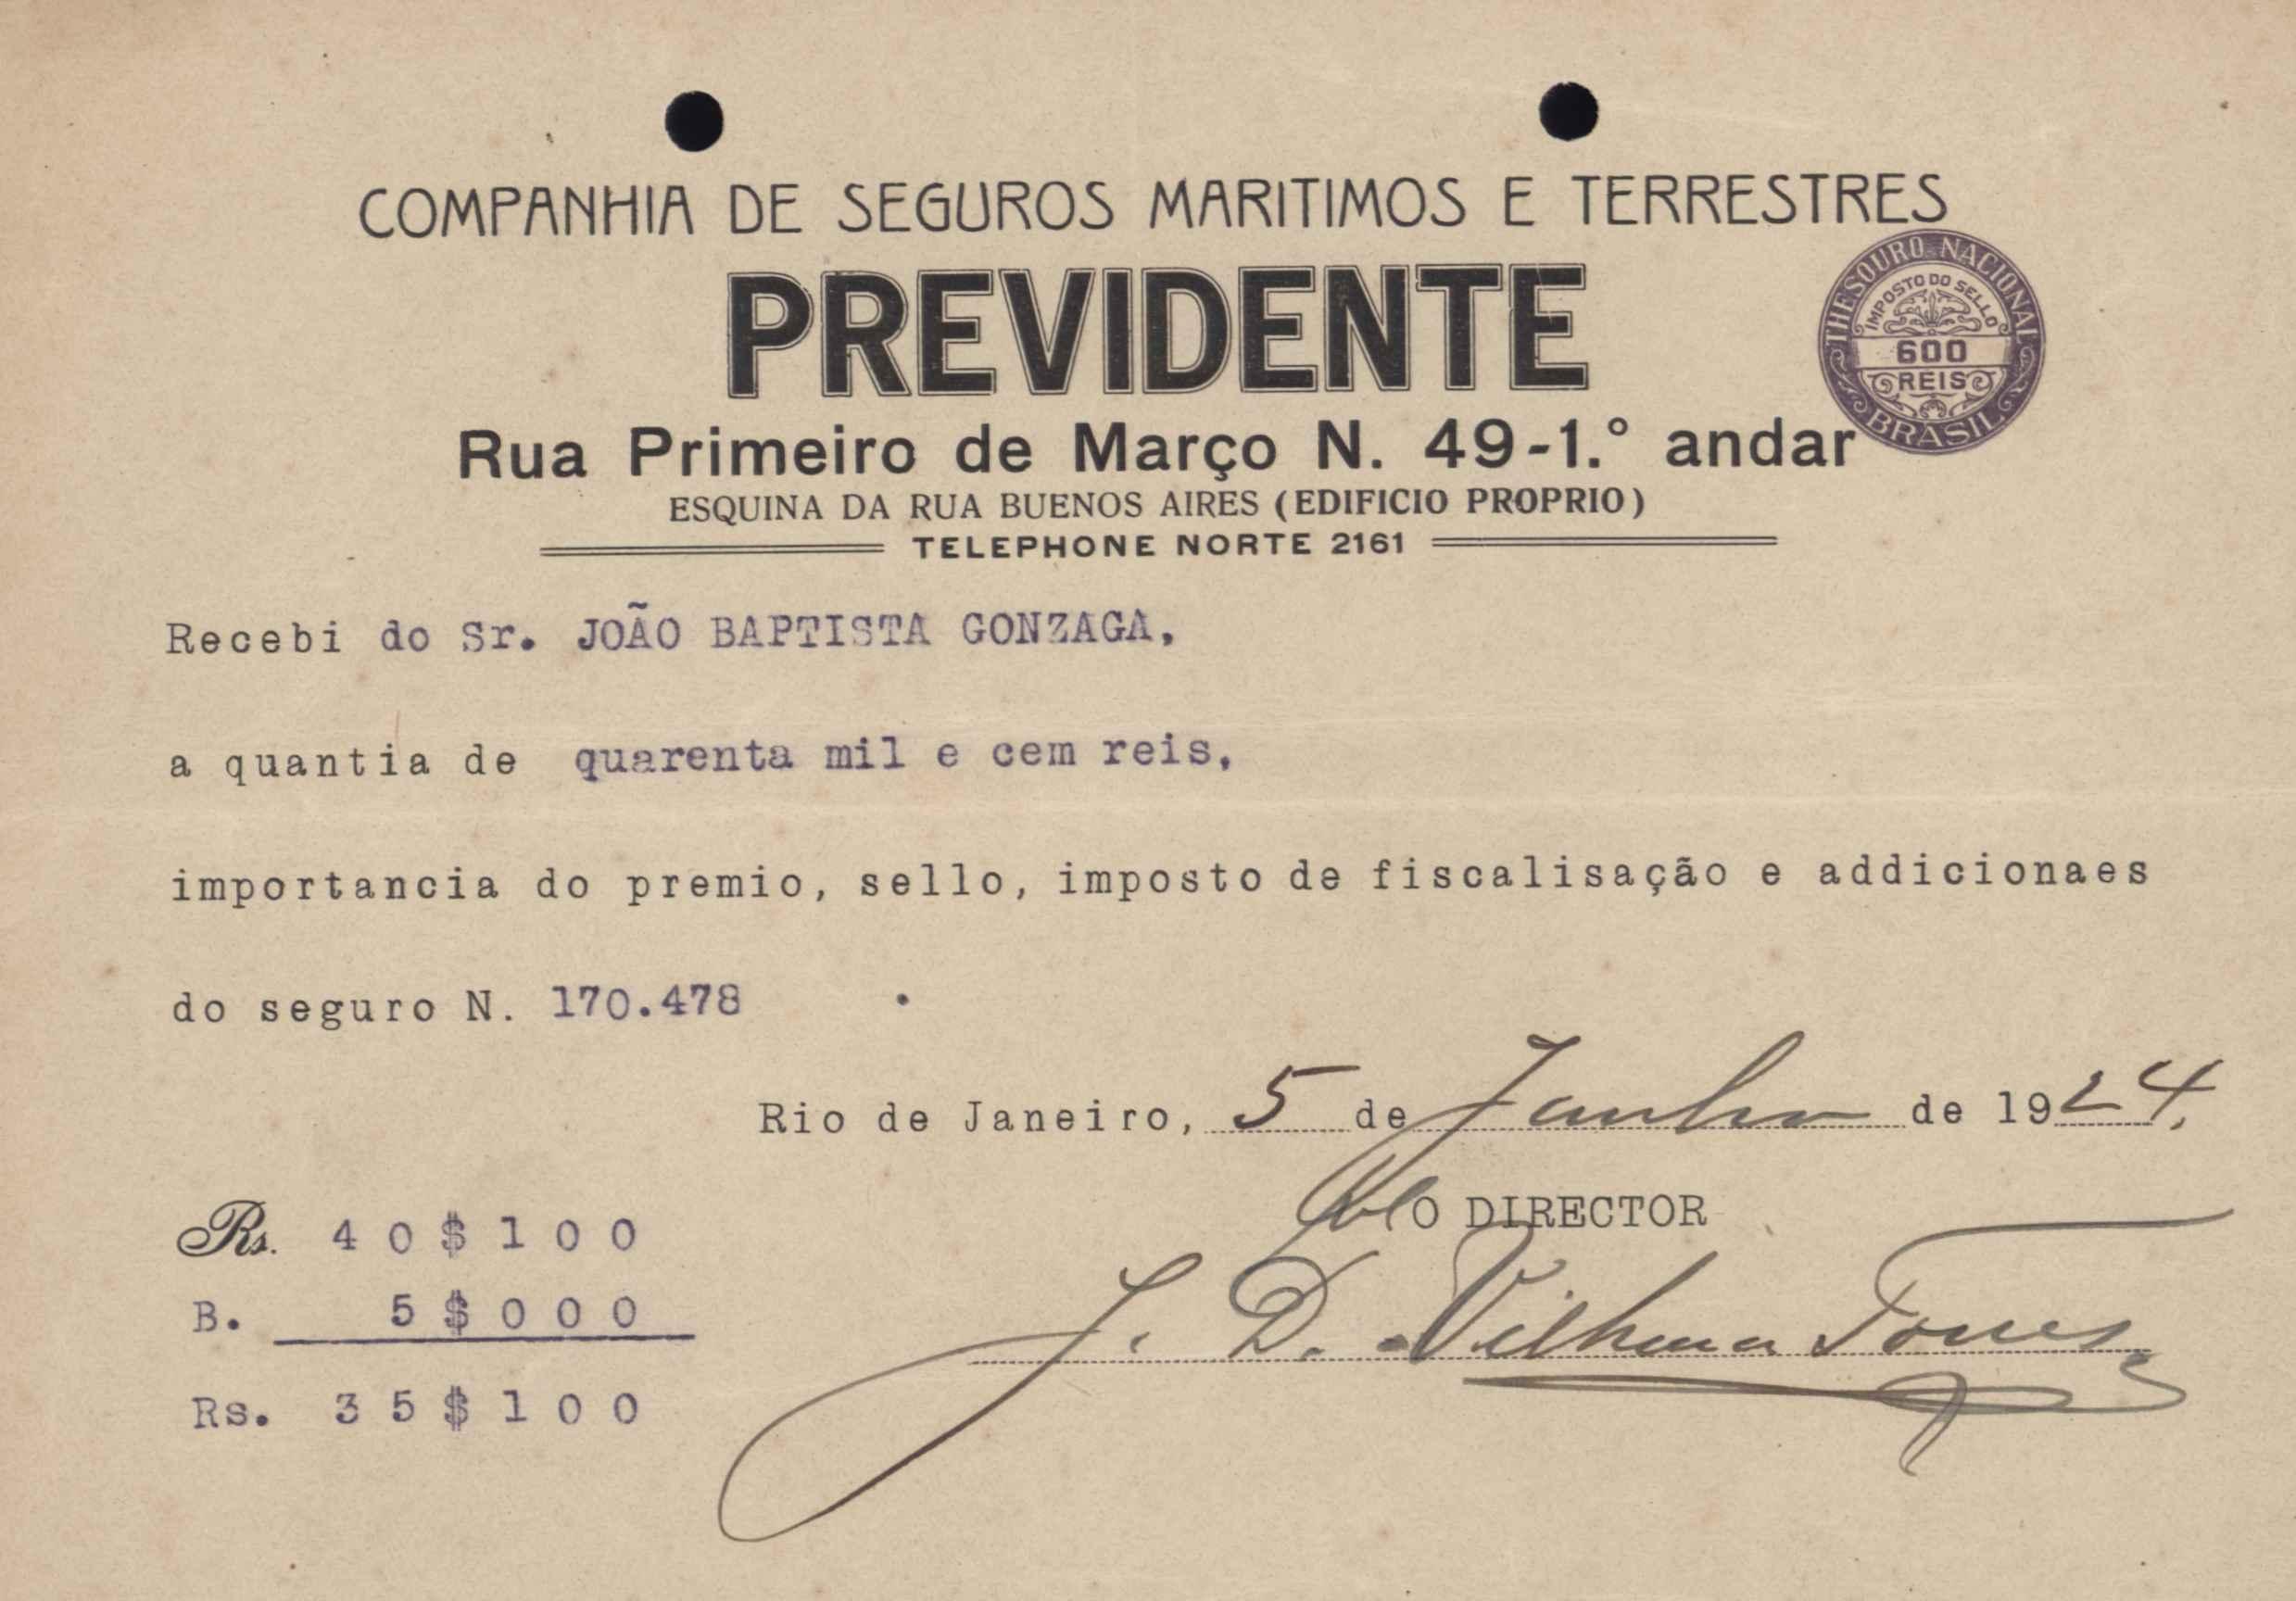 COMPANHIA DE SEGUROS MARITIMOS E TERRESTRES
PREVIDENTE
THESOURO NACIONAL
IMPOSTO DO SELLO
600
REIS
BRASIL
Rua Primeiro de Março N. 49-1.º andar
ESQUINA DA RUA BUENOS AIRES (EDIFICIO PROPRIO)
TELEPHONE NORTE 2161
Recebi do Sr. JOÃO BAPTISTA GONZAGA,
a quantia de quarenta mil e cem reis,
importancia do premio, sello, imposto de fiscalisação e addicionaes
do seguro N. 170.478
Rio de Janeiro, 5 de Junho de 1924.
O DIRECTOR
Rs. 40$100
B. 5$000
Rs. 35$100
J. D. Vilhena Torres